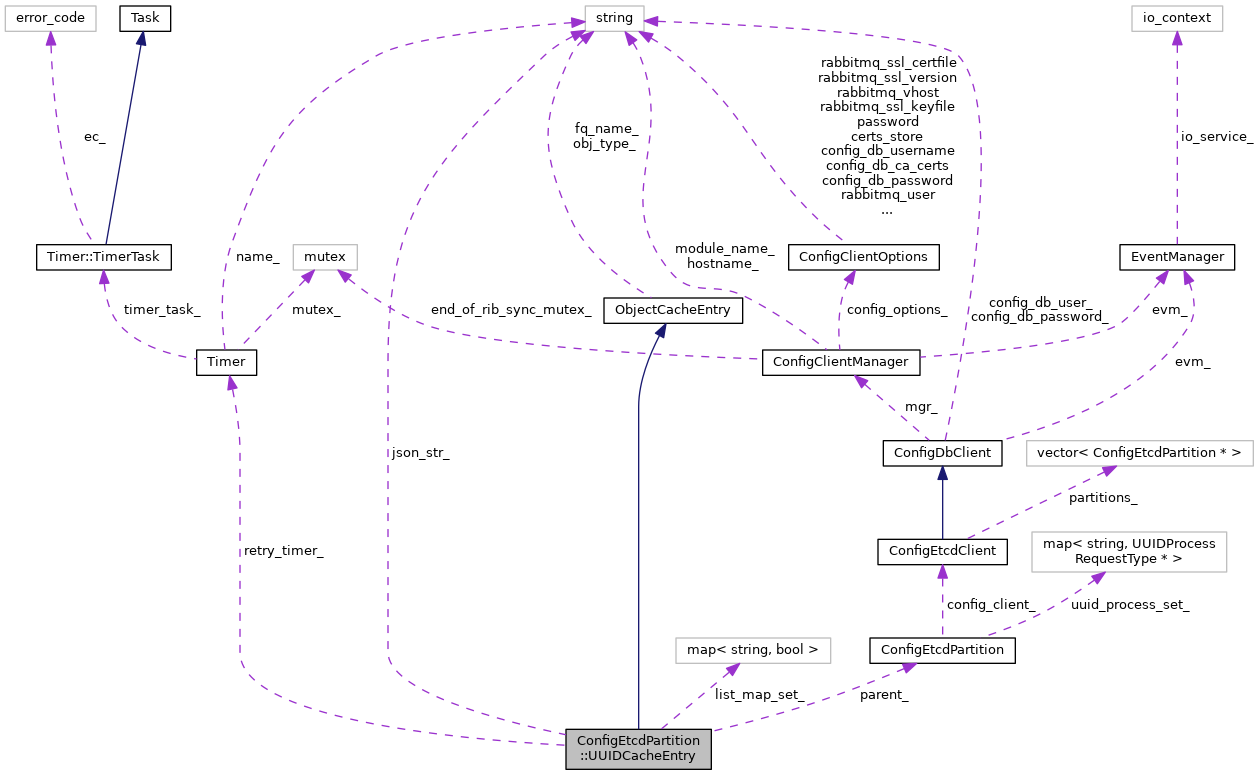 error_code
Task
string
io_context
rabbitmq_ssl_certfile
rabbitmq_ssl_version
rabbitmq_vhost
rabbitmq_ssl_keyfile
password
certs_store
config_db_username
config_db_ca_certs
config_db_password
rabbitmq_user
...
ec_
fq_name_
obj_type_
io_service_
Timer::TimerTask
name_
mutex
module_name_
hostname_
ConfigClientOptions
EventManager
timer_task_
mutex_
end_of_rib_sync_mutex_
ObjectCacheEntry
config_options_
config_db_user_
config_db_password_
evm_
Timer
ConfigClientManager
evm_
mgr_
json_str_
ConfigDbClient
vector< ConfigEtcdPartition * >
partitions_
retry_timer_
ConfigEtcdClient
map< string, UUIDProcess
RequestType * >
config_client_
uuid_process_set_
map< string, bool >
ConfigEtcdPartition
list_map_set_
parent_
ConfigEtcdPartition
::UUIDCacheEntry